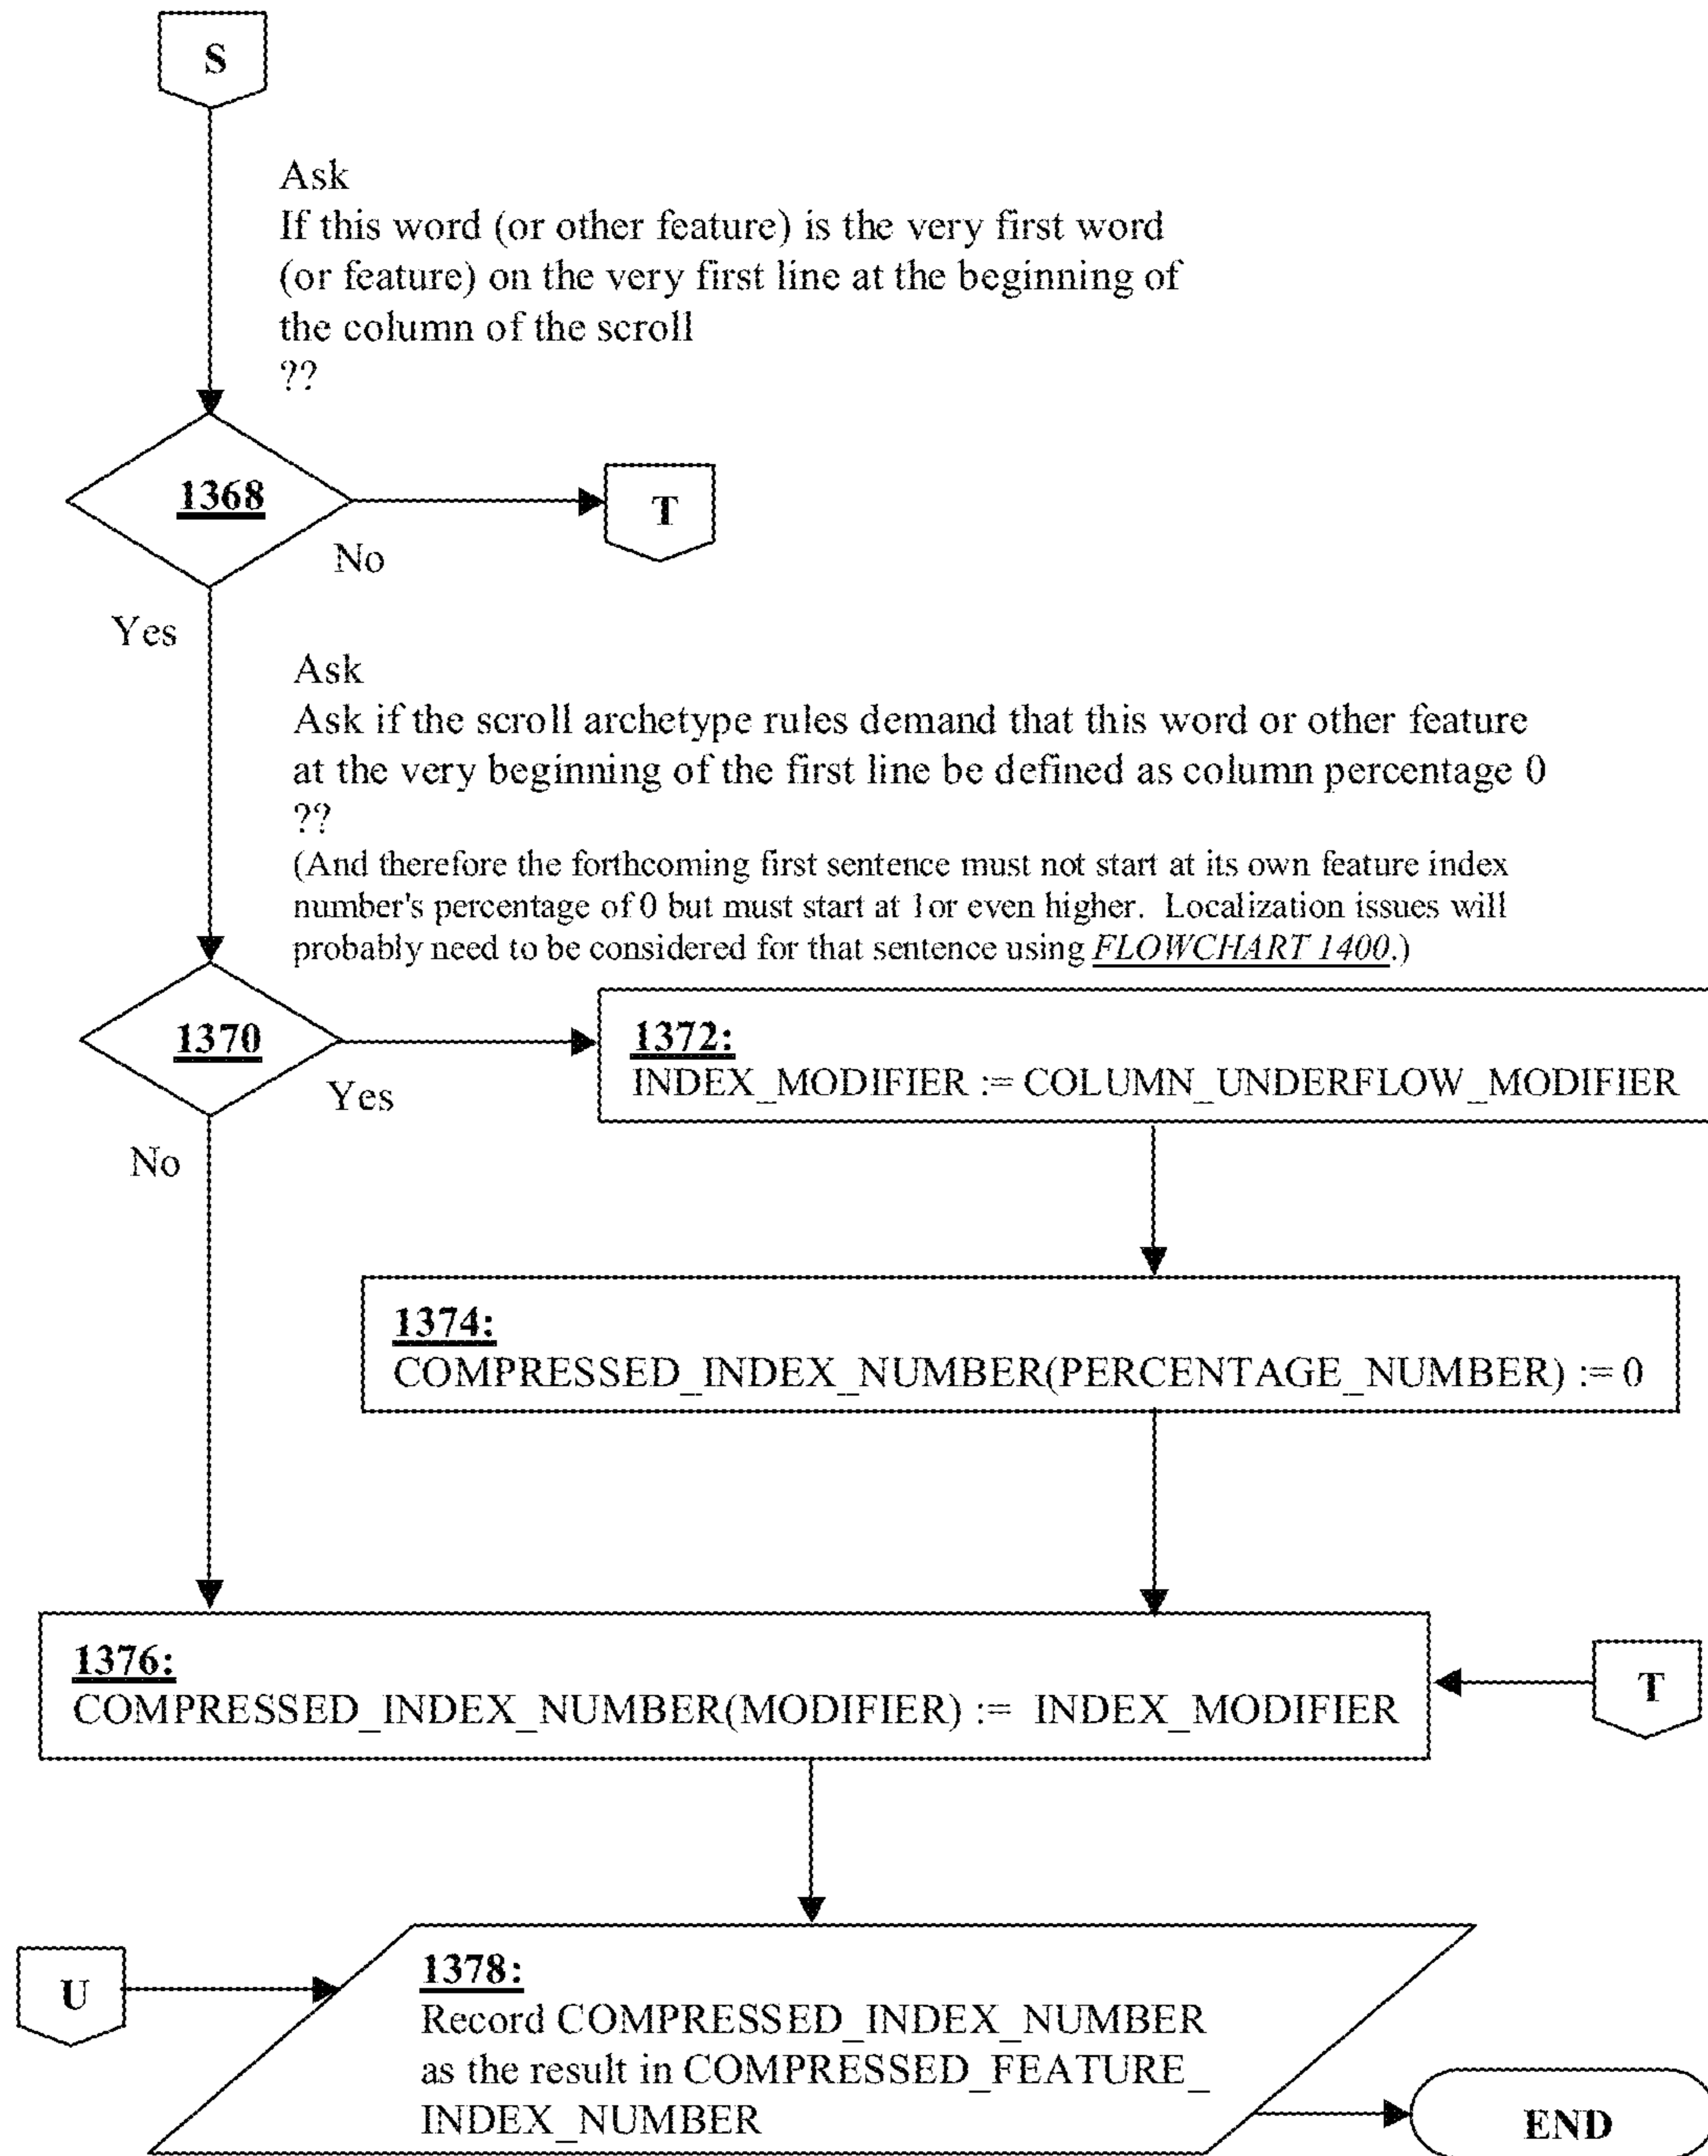 S
Ask
If this word (or other feature) is the very first word
(or feature) on the very first line at the beginning of
the column of the scroll
??
1368
T
No
Yes
Ask
Ask if the scroll archetype rules demand that this word or other feature
at the very beginning of the first line be defined as column percentage 0
??
(And therefore the forthcoming first sentence must not start at its own feature index
number's percentage of 0 but must start at 1or even higher. Localization issues will
probably need to be considered for that sentence using FLOWCHART 1400.)
1370
Yes
No
1372:
INDEX_MODIFIER := COLUMN_UNDERFLOW_MODIFIER
1374:
COMPRESSED_INDEX_NUMBER(PERCENTAGE_NUMBER) := 0
1376:
COMPRESSED_INDEX_NUMBER(MODIFIER) := INDEX_MODIFIER
T
U
1378:
Record COMPRESSED_INDEX_NUMBER
as the result in COMPRESSED_FEATURE_
INDEX_NUMBER
END